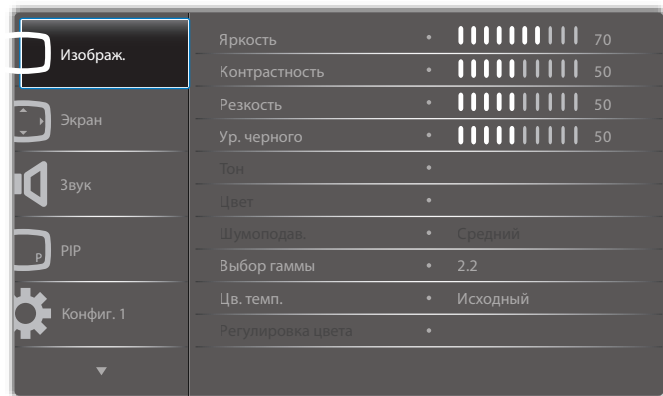 Изображ.
Экран
Звук
P
PIP
Конфиг. 1
Яркость • 70
Контрастность • 50
Резкость • 50
Ур. черного • 50
Тон •
Цвет •
Шумоподав. • Средний
Выбор гаммы • 2.2
Цв. темп. • Исходный
Регулировка цвета •